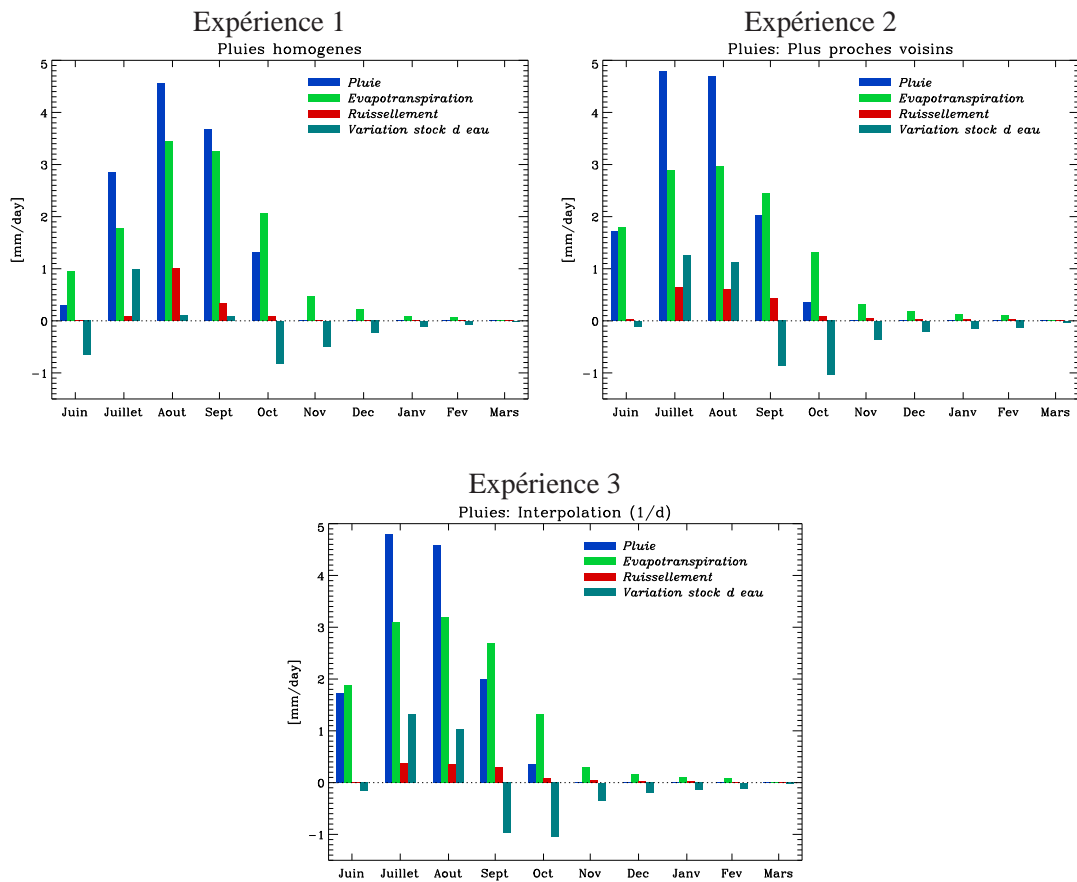 Expérience 1
Pluies homogenes
5
4
3
2
1
0
−1
[mm/day]
Pluie
Evapotranspiration
Ruissellement
Variation stock d eau
Juin Juillet Aout Sept Oct Nov Dec Janv Fev Mars
Expérience 2
Pluies: Plus proches voisins
5
4
3
2
1
0
−1
[mm/day]
Pluie
Evapotranspiration
Ruissellement
Variation stock d eau
Juin Juillet Aout Sept Oct Nov Dec Janv Fev Mars
Expérience 3
Pluies: Interpolation (1/d)
5
4
3
2
1
0
−1
[mm/day]
Pluie
Evapotranspiration
Ruissellement
Variation stock d eau
Juin Juillet Aout Sept Oct Nov Dec Janv Fev Mars